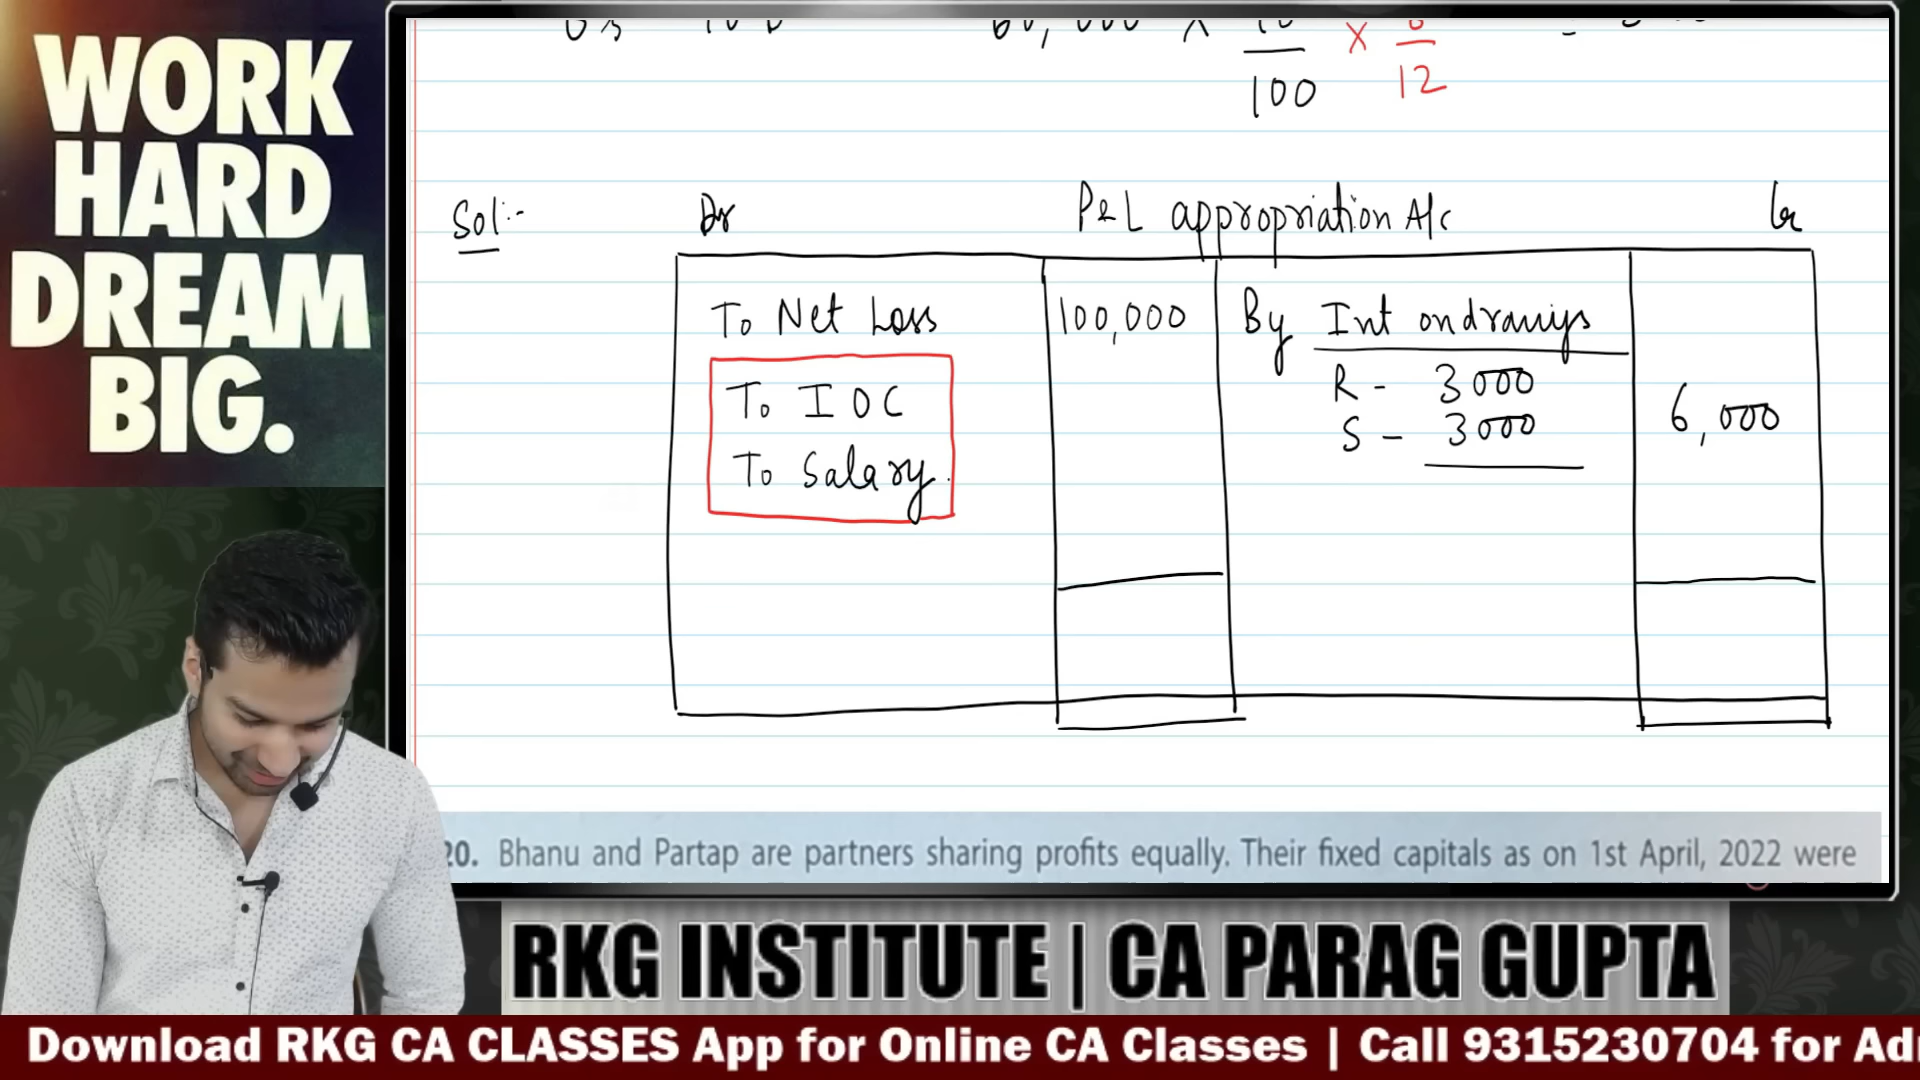 WORK
HARD
DREAM
BIG.
60,000 X
100
X
12
Sol:-
Dr
P&L appropriation A/c
Cr
To Net Loss
100,000
By Int on
R - 3000
S - 3000
6,000
To IOC
To Salary
20. Bhanu and Partap are partners sharing profits equally. Their fixed capitals as on 1st April, 2022 were
RKG INSTITUTE | CA PARAG GUPTA
Download RKG CA CLASSES App for Online CA Classes | Call 9315230704 for